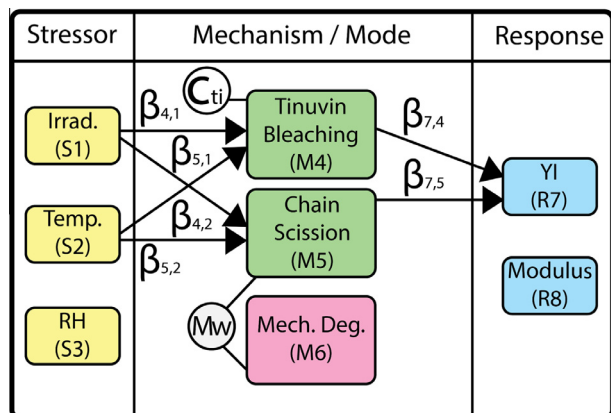 Stressor
Mechanism / Mode
Response
Irrad.
(S1)
Temp.
(S2)
RH
(S3)
β4,1
β5,1
β4,2
β5,2
Cti
Tinuvin
Bleaching
(M4)
Chain
Scission
(M5)
Mw
Mech. Deg.
(M6)
β7,4
β7,5
YI
(R7)
Modulus
(R8)